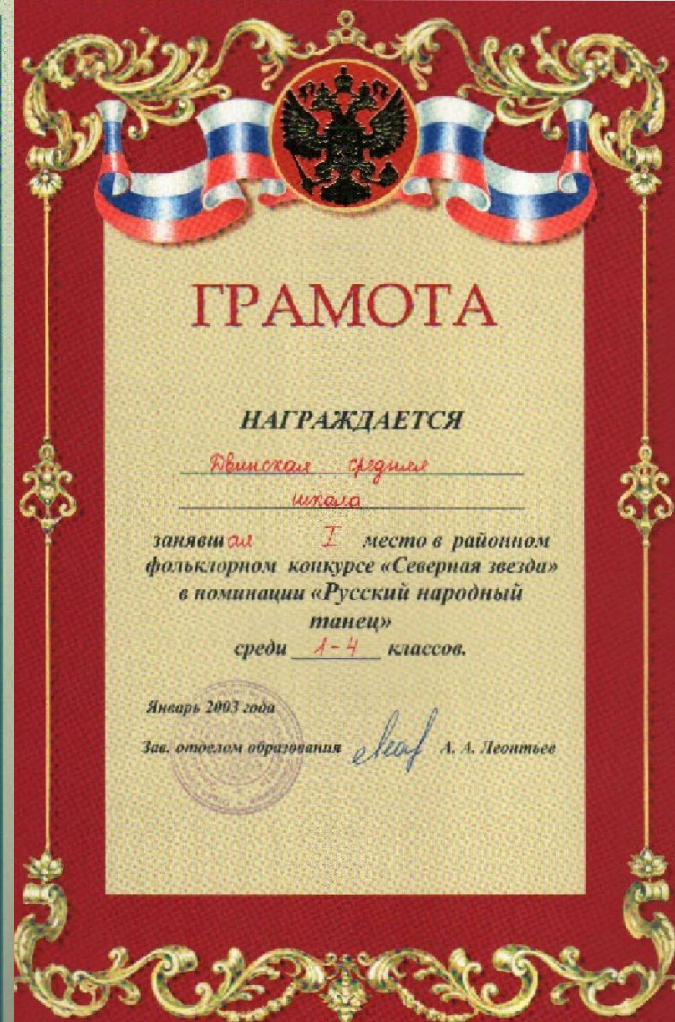 ГРАМОТА
НАГРАЖДАЕТСЯ
Двинская средняя
школа
занявшая I место в районном
фольклорном конкурсе «Северная звезда»
в номинации «Русский народный
танец»
среди 1-4 классов.
Январь 2003 года
Зав. отделом образования А. А. Леонтьев